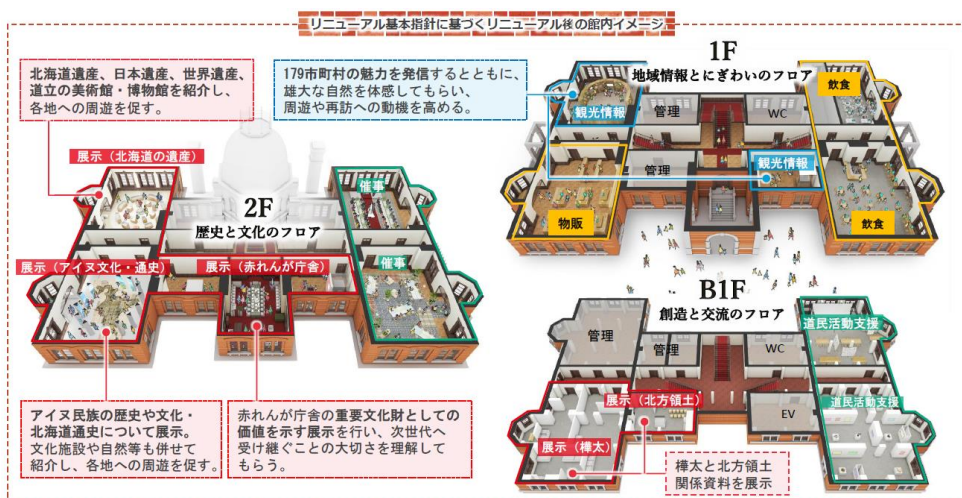 リニューアル基本指針に基づくリニューアル後の館内イメージ
北海道遺産、日本遺産、世界遺産、
道立の美術館・博物館を紹介し、
各地への周遊を促す。
179市町村の魅力を発信するとともに、
雄大な自然を体感してもらい、
周遊や再訪への動機を高める。
1F
地域情報とにぎわいのフロア
観光情報
管理
WC
飲食
管理
観光情報
物販
飲食
2F
歴史と文化のフロア
展示（北海道の遺産）
催事
展示（アイヌ文化・通史）
展示（赤れんが庁舎）
催事
アイヌ民族の歴史や文化・
北海道通史について展示。
文化施設や自然等も併せて
紹介し、各地への周遊を促す。
赤れんが庁舎の重要文化財としての
価値を示す展示を行い、次世代へ
受け継ぐことの大切さを理解して
もらう。
B1F
創造と交流のフロア
管理
管理
WC
道民活動支援
展示（北方領土）
EV
道民活動支援
展示（樺太）
樺太と北方領土
関係資料を展示